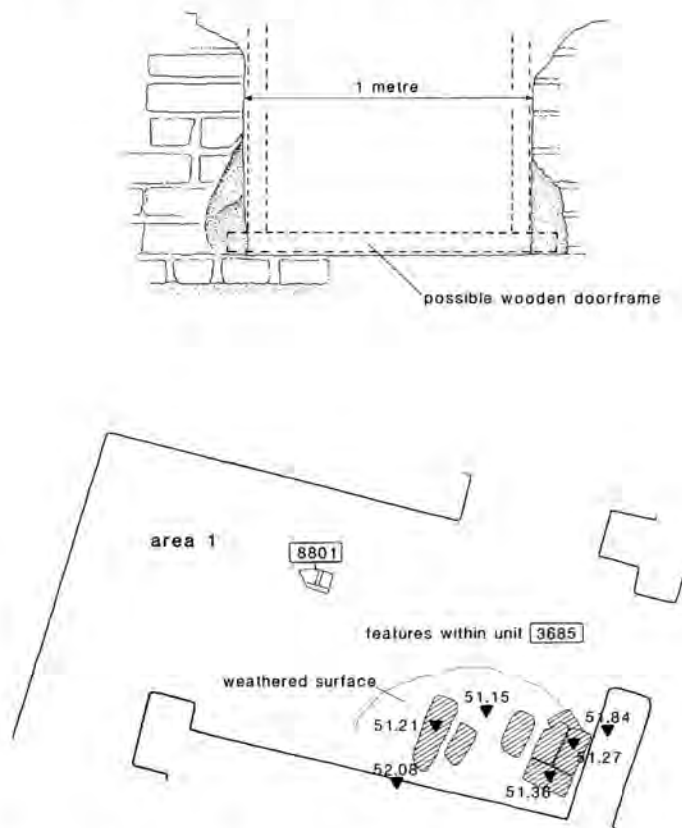 1 metre
possible wooden doorframe
area 1
8801
features within unit 3685
weathered surface
51.15
51.21
51.84
51.27
52.08
51.36